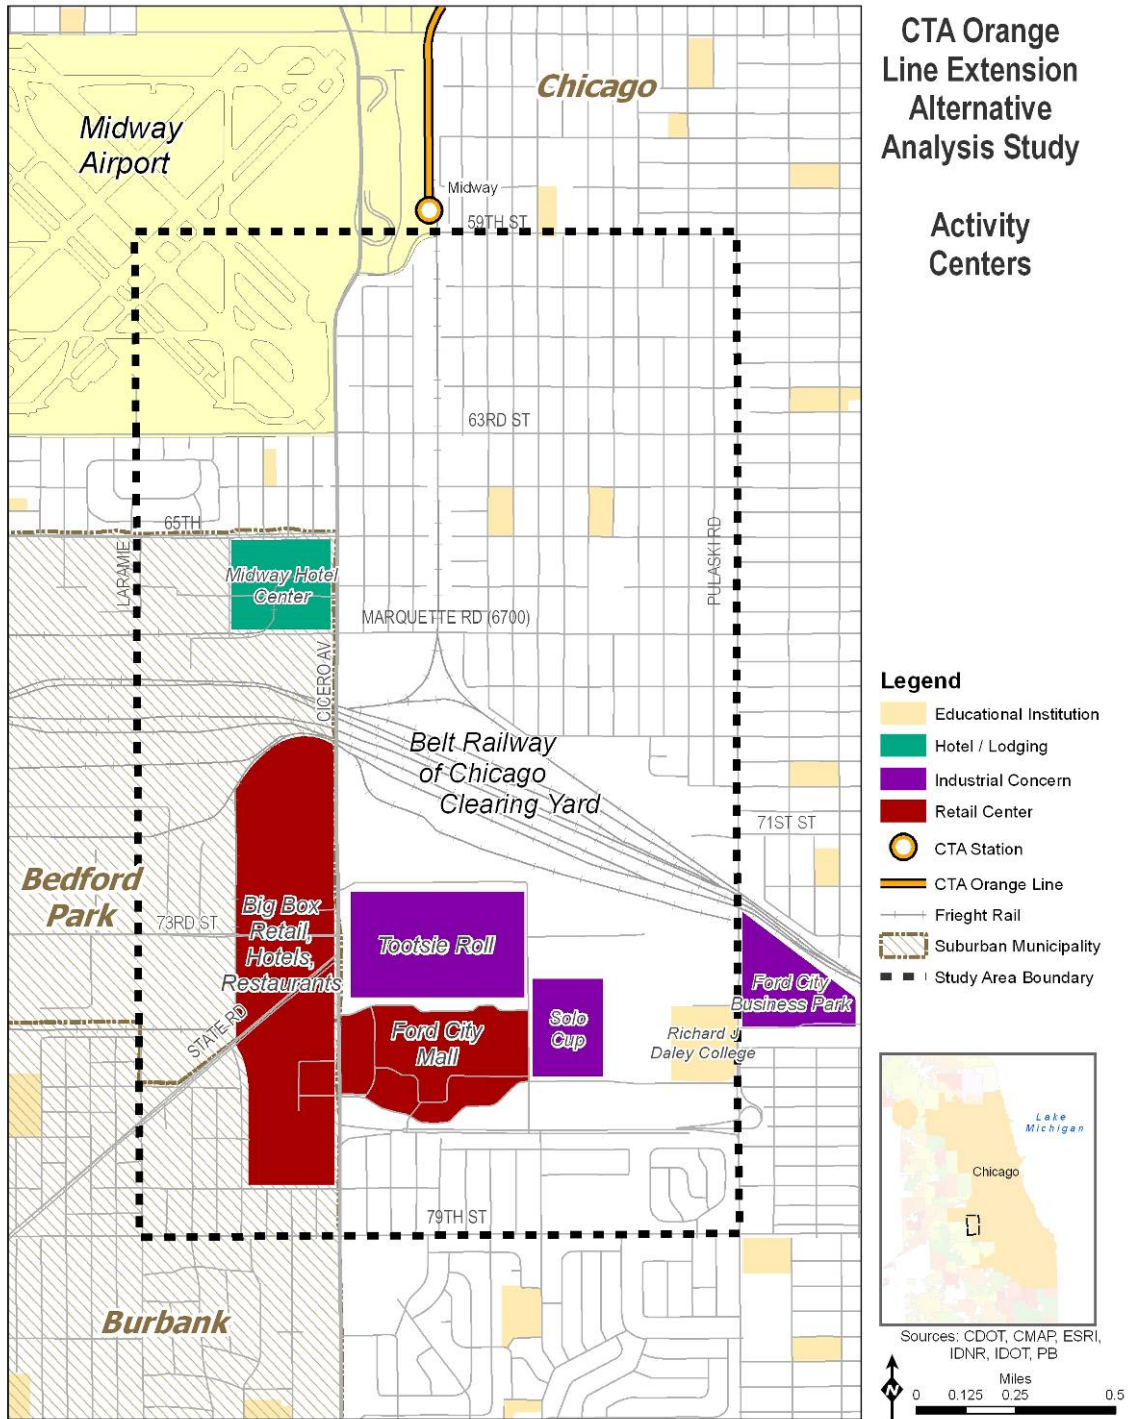 CTA Orange
Line Extension
Alternative
Analysis Study
Activity
Centers
Chicago
Midway
Airport
Midway
59TH ST
63RD ST
65TH
LARAMIE
PULASKI RD
Midway Hotel
Center
MARQUETTE RD (6700)
CICERO AV
Belt Railway
of Chicago
Clearing Yard
71ST ST
Bedford
Park
73RD ST
Big Box
Retail,
Hotels,
Restaurants
Tootsie Roll
Ford City
Business Park
STATE RD
Ford City
Mall
Solo
Cup
Richard J
Daley College
79TH ST
Burbank
Legend
Educational Institution
Hotel / Lodging
Industrial Concern
Retail Center
CTA Station
CTA Orange Line
Frieght Rail
Suburban Municipality
Study Area Boundary
Lake
Michigan
Chicago
Sources: CDOT, CMAP, ESRI,
IDNR, IDOT, PB
N
Miles
0 0.125 0.25 0.5